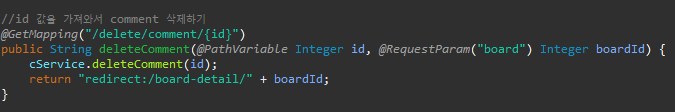 //id 값을 가져와서 comment 삭제하기
@GetMapping("/delete/comment/{id}")
public String deleteComment(@PathVariable Integer id, @RequestParam("board") Integer boardId) {
cService.deleteComment(id);
return "redirect:/board-detail/" + boardId;
}